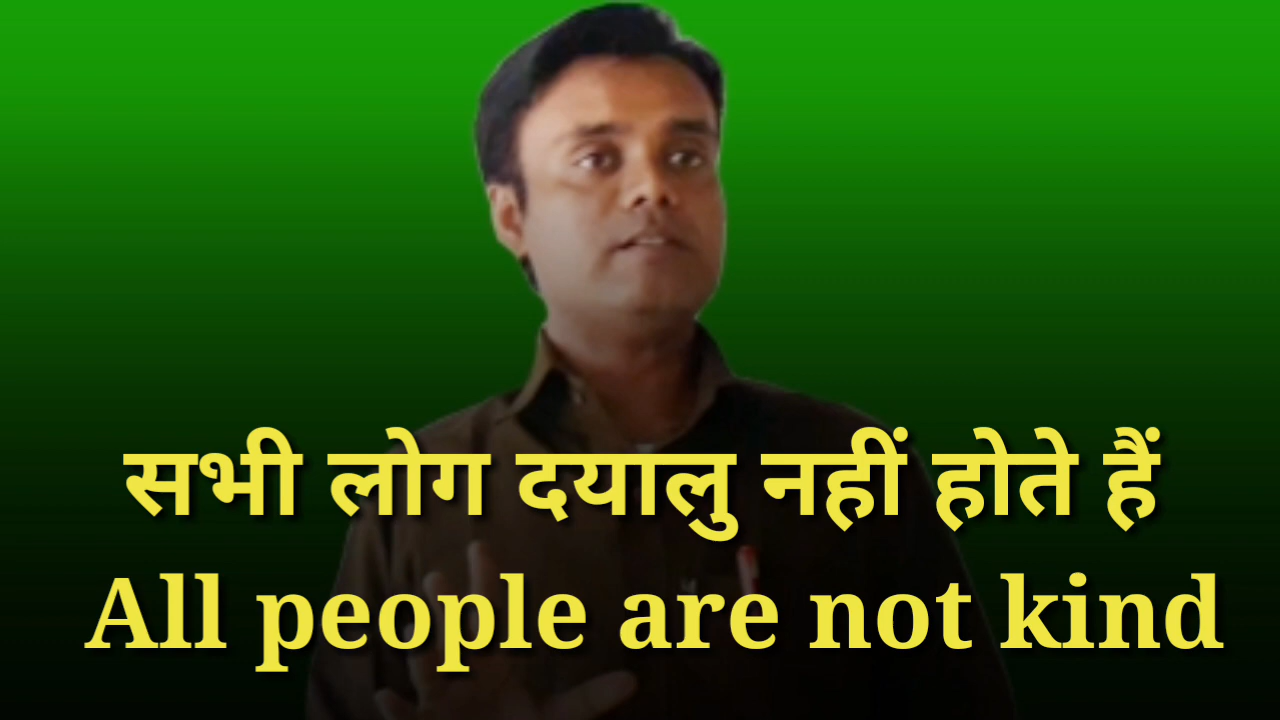 सभी लोग दयालु नहीं होते हैं
All people are not kind